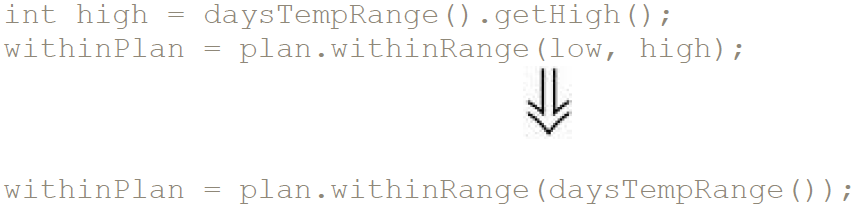 int high = daysTempRange().getHigh();
withinPlan = plan.withinRange(low, high);
withinPlan = plan.withinRange(daysTempRange());